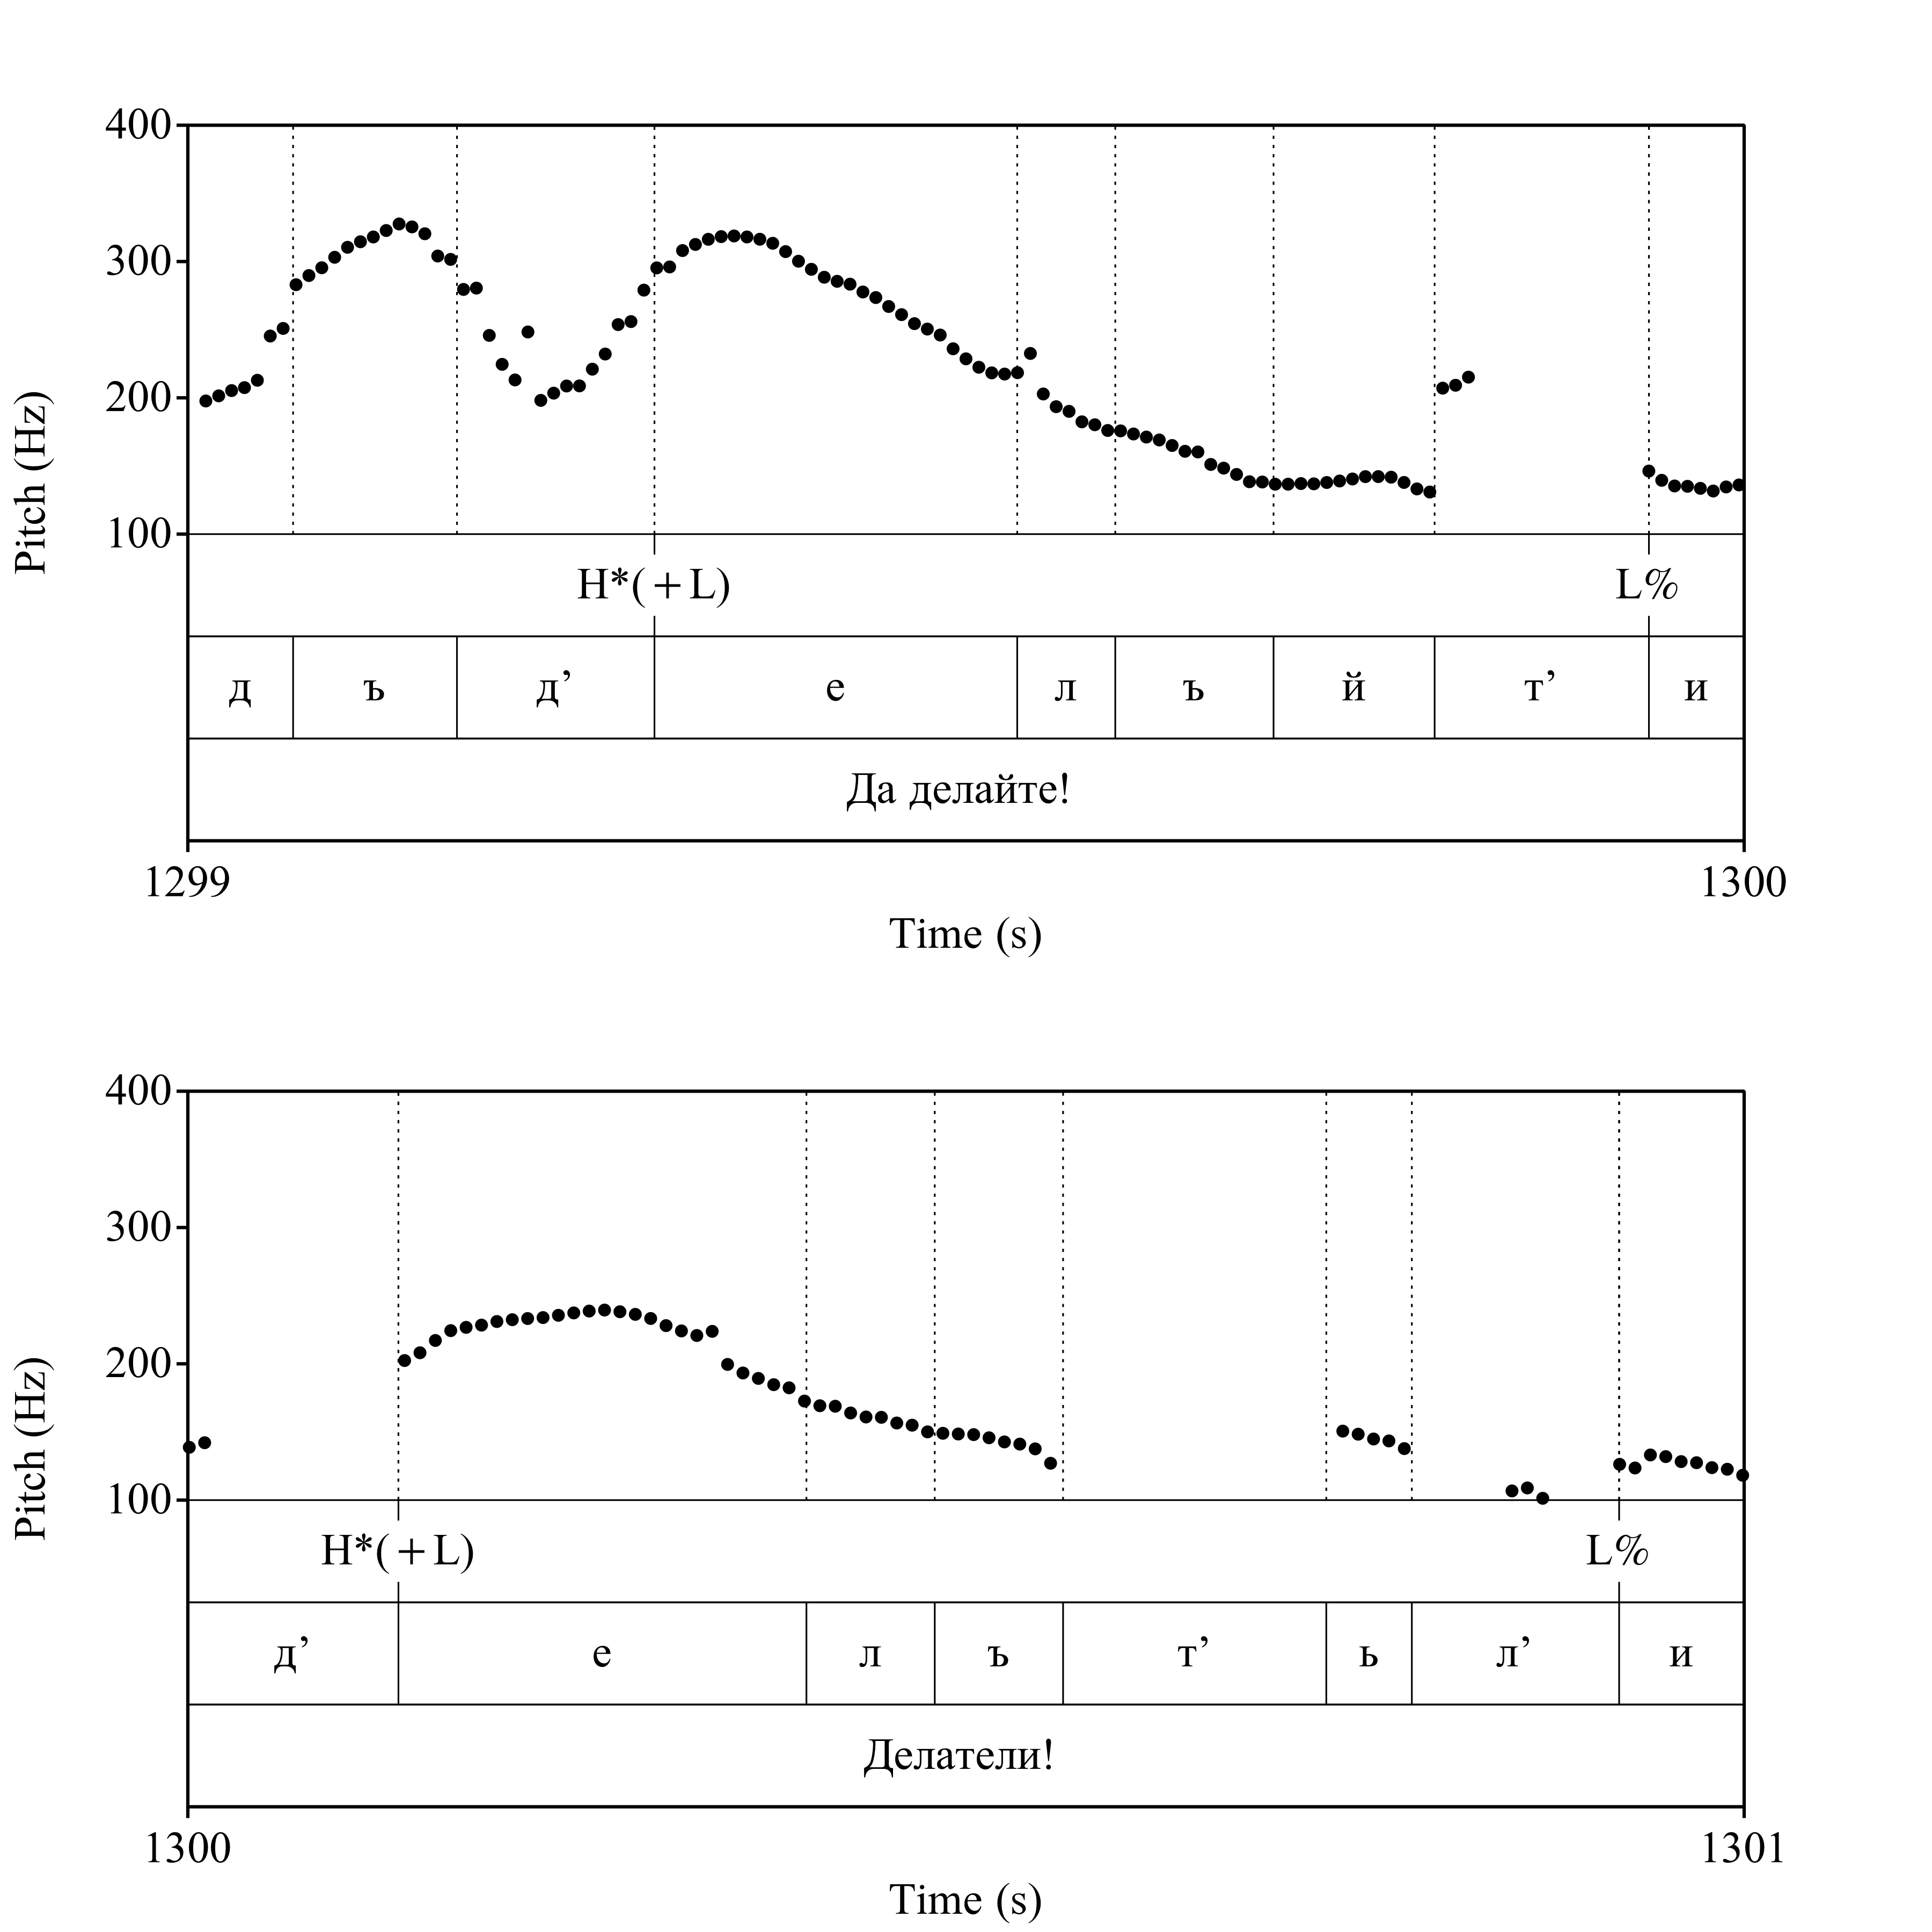 400
300
200
100
Pitch (Hz)
H*(+L) L%
д ъ д’ е л ъ й т’ и
Да делайте!
1299 1300
Time (s)
400
300
200
100
Pitch (Hz)
H*(+L) L%
д’ е л ъ т’ ь л’ и
Делатели!
1300 1301
Time (s)